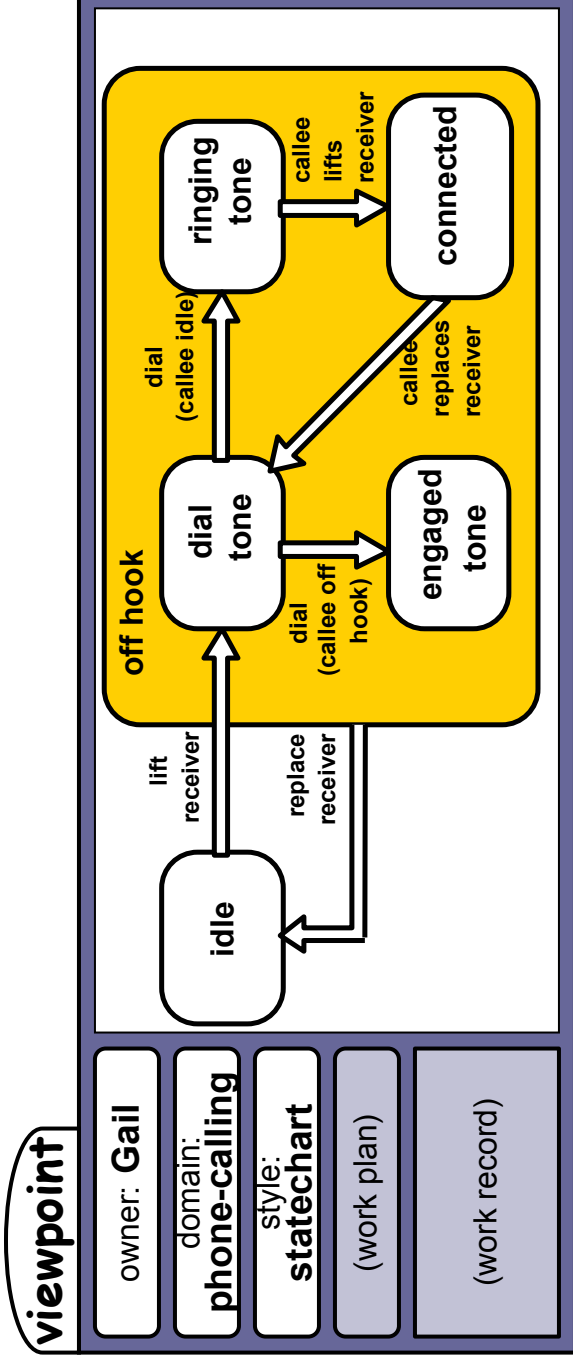 viewpoint
owner: Gail
domain:
phone-calling
style:
statechart
(work plan)
(work record)
idle
lift
receiver
replace
receiver
off hook
dial
tone
dial
(callee idle)
ringing
tone
dial
(callee off
hook)
engaged
tone
callee
replaces
receiver
callee
lifts
receiver
connected